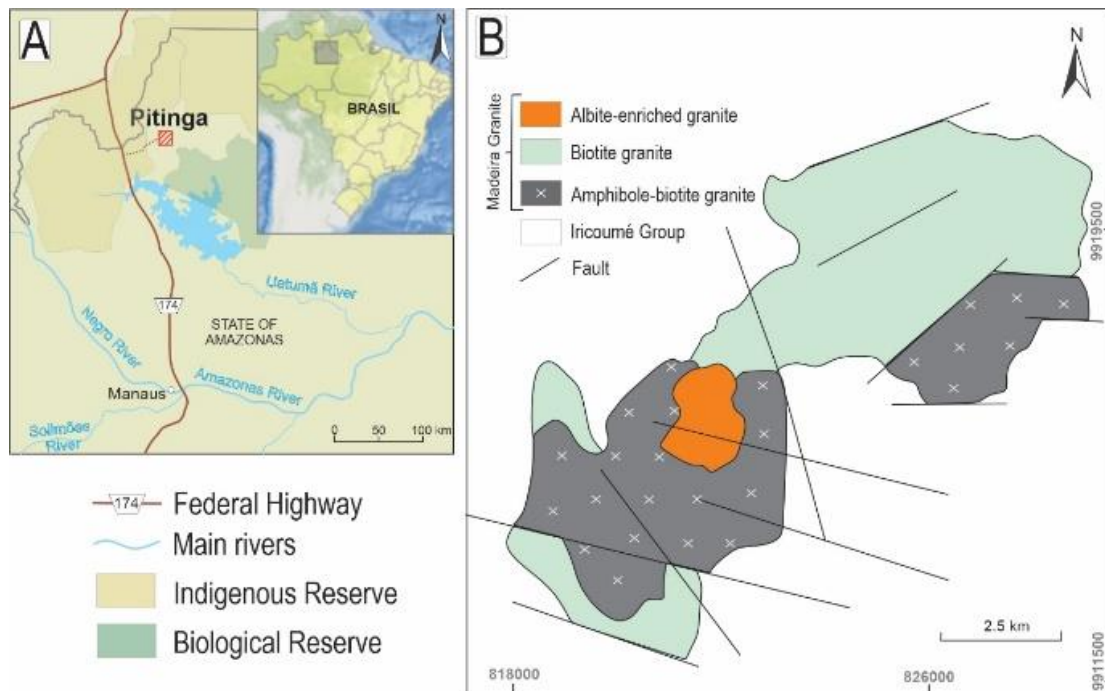 A
N
Pitinga
BRASIL
Uatumã River
174
STATE OF
AMAZONAS
Negro River
Manaus
Amazonas River
Solimões
River
0 50 100 km
174 Federal Highway
Main rivers
Indigenous Reserve
Biological Reserve
B
N
Madeira Granite
Albite-enriched granite
Biotite granite
Amphibole-biotite granite
Iricoumé Group
Fault
9919500
2.5 km
818000
826000
9911500